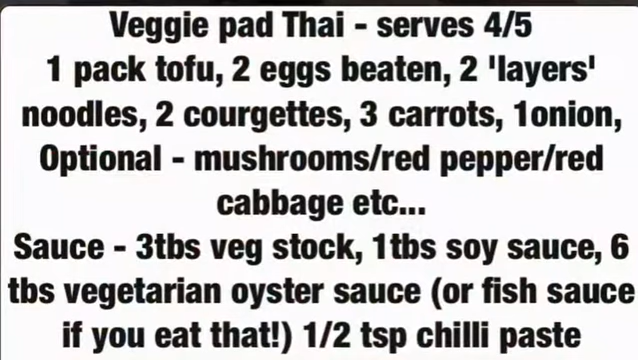 Veggie pad Thai - serves 4/5
1 pack tofu, 2 eggs beaten, 2 'layers'
noodles, 2 courgettes, 3 carrots, 1onion,
Optional - mushrooms/red pepper/red
cabbage etc...
Sauce - 3tbs veg stock, 1tbs soy sauce, 6
tbs vegetarian oyster sauce (or fish sauce
if you eat that!) 1/2 tsp chilli paste